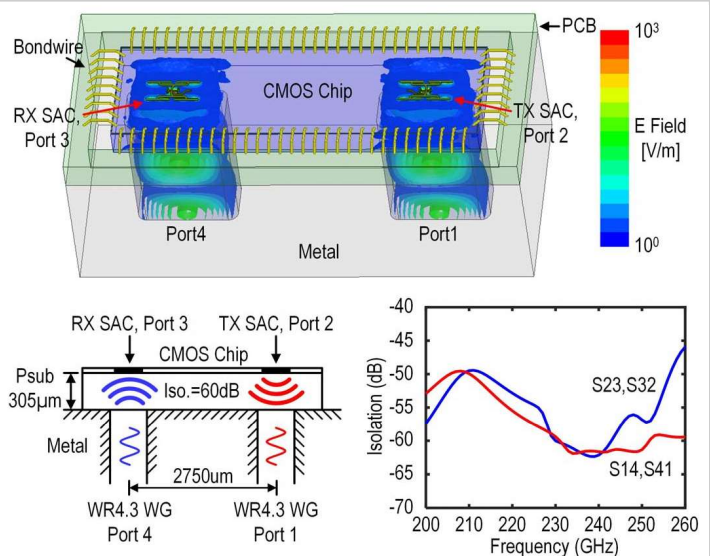 PCB
Bondwire
CMOS Chip
RX SAC,
Port 3
TX SAC,
Port 2
10³
E Field
[V/m]
10⁰
Port4
Port1
Metal
RX SAC, Port 3
TX SAC, Port 2
CMOS Chip
Psub
305μm
Iso.=60dB
Metal
2750um
WR4.3 WG
Port 4
WR4.3 WG
Port 1
-40
-45
-50
-55
-60
-65
-70
Isolation (dB)
S23,S32
S14,S41
200 210 220 230 240 250 260
Frequency (GHz)